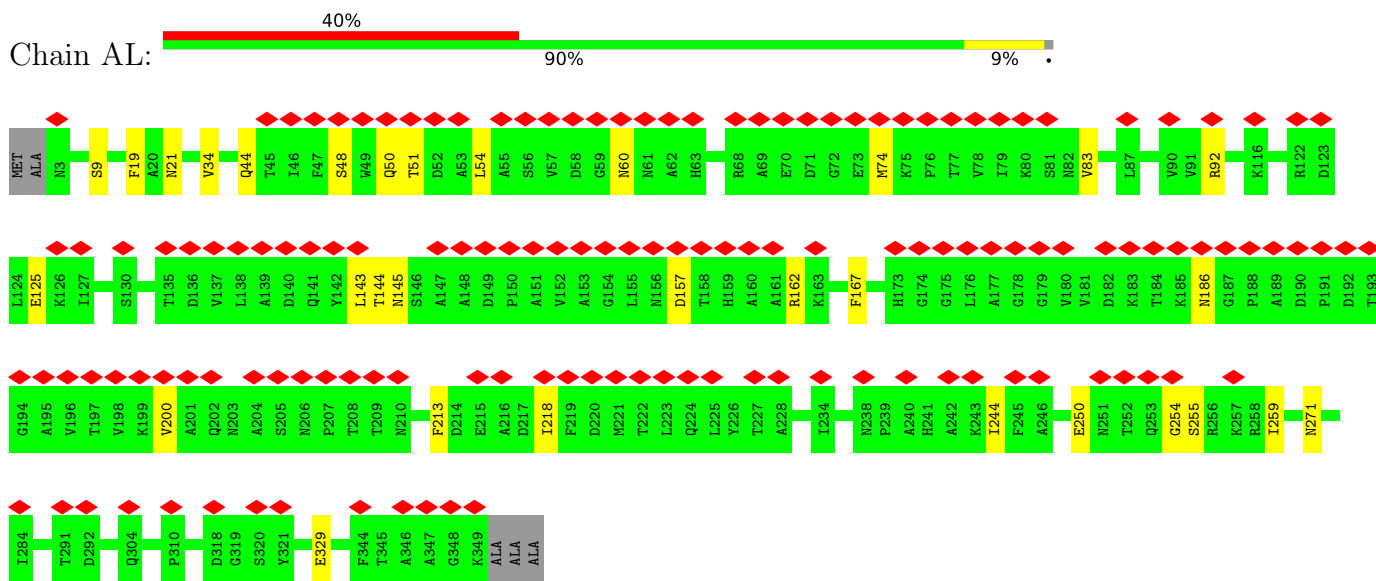 40%
Chain AL:
90% 9% •
MET ALA N3 S9 F19 A20 N21 V34 Q44 T45 I46 F47 S48 W49 Q50 T51 D52 A53 L54 A55 S56 V57 D58 G59 N60 N61 A62 H63 R68 A69 E70 D71 G72 E73 M74 K75 P76 T77 V78 I79 K80 S81 N82 V83 L87 V90 V91 R92 K116 R122 D123
L124 E125 K126 I127 S130 T135 D136 V137 L138 A139 D140 Q141 Y142 L143 T144 N145 S146 A147 A148 D149 P150 A151 V152 A153 G154 L155 N156 D157 T158 H159 A160 A161 R162 K163 F167 H173 G174 G175 L176 A177 G178 G179 V180 V181 D182 K183 T184 K185 N186 G187 P188 A189 D190 P191 D192 T193
G194 A195 V196 T197 V198 K199 V200 A201 Q202 N203 A204 S205 N206 P207 T208 T209 N210 F213 D214 E215 A216 D217 I218 F219 D220 M221 T222 L223 Q224 L225 Y226 T227 A228 I234 N238 P239 A240 H241 A242 K243 I244 F245 A246 E250 N251 T252 Q253 G254 S255 R256 K257 R258 I259 N271
I284 T291 D292 Q304 P310 D318 G319 S320 Y321 E329 F344 T345 A346 A347 G348 K349 ALA ALA ALA